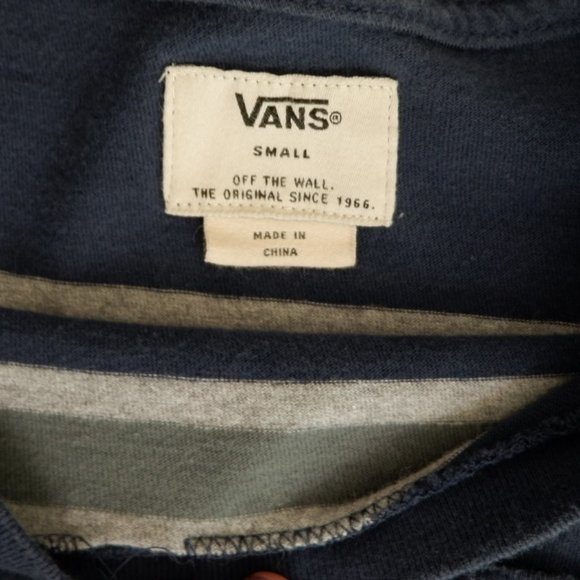 VANS®
SMALL
OFF THE WALL.
THE ORIGINAL SINCE 1966.
MADE IN
CHINA